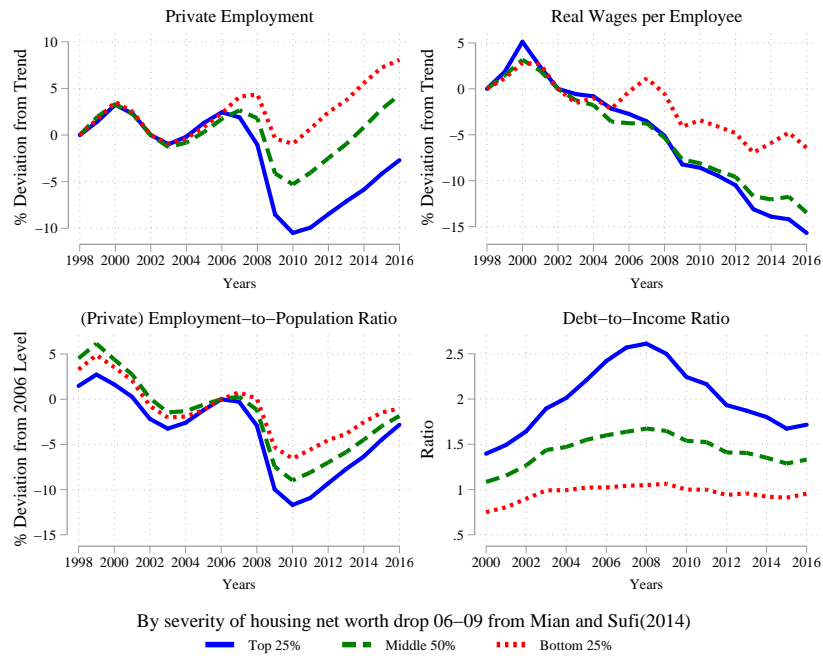 Private Employment
% Deviation from Trend
10
5
0
−5
−10
1998 2000 2002 2004 2006 2008 2010 2012 2014 2016
Years
Real Wages per Employee
% Deviation from Trend
5
0
−5
−10
−15
1998 2000 2002 2004 2006 2008 2010 2012 2014 2016
Years
(Private) Employment−to−Population Ratio
% Deviation from 2006 Level
5
0
−5
−10
−15
1998 2000 2002 2004 2006 2008 2010 2012 2014 2016
Years
Debt−to−Income Ratio
Ratio
2.5
2
1.5
1
.5
2000 2002 2004 2006 2008 2010 2012 2014 2016
Years
By severity of housing net worth drop 06−09 from Mian and Sufi(2014)
Top 25% Middle 50% Bottom 25%